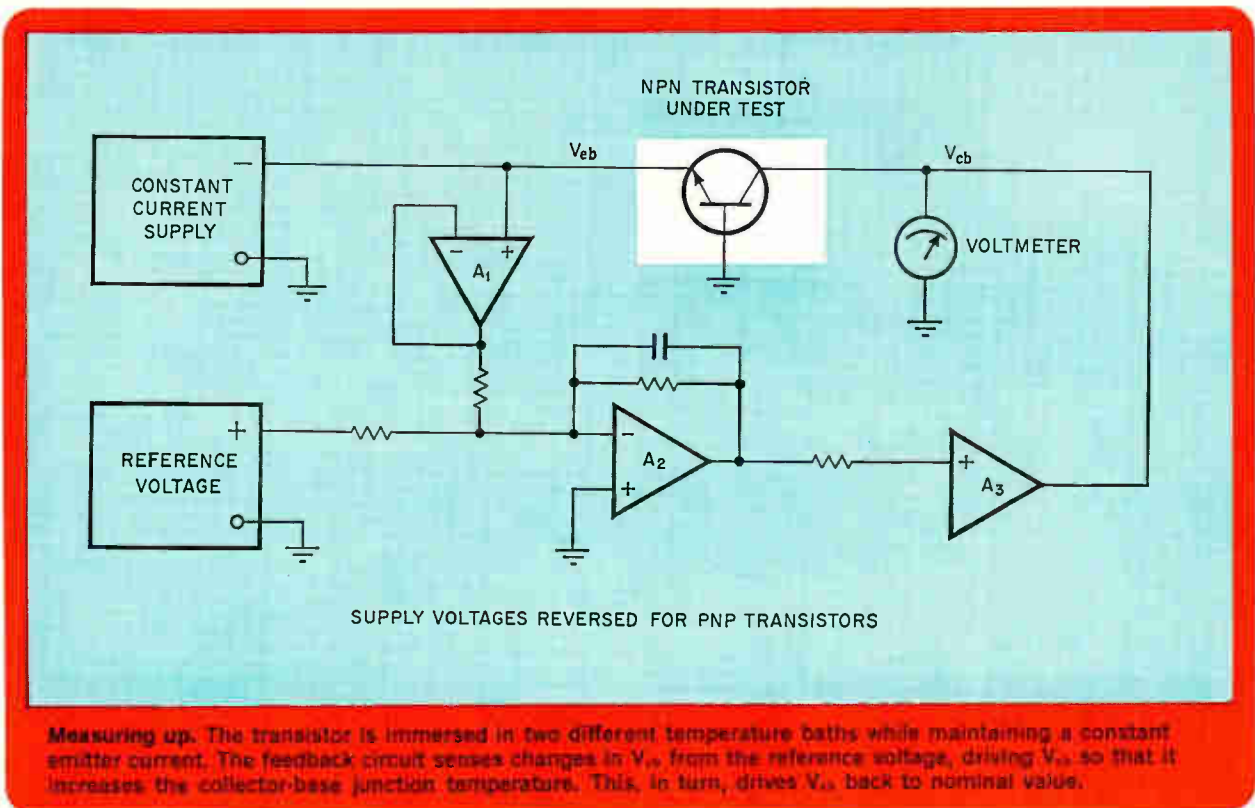 NPN TRANSISTOR
UNDER TEST
Veb
Vcb
−
CONSTANT
CURRENT
SUPPLY
− +
A1
VOLTMETER
+
REFERENCE
VOLTAGE
−
A2
+
+
A3
SUPPLY VOLTAGES REVERSED FOR PNP TRANSISTORS
Measuring up. The transistor is immersed in two different temperature baths while maintaining a constant
emitter current. The feedback circuit senses changes in from the reference voltage, driving so that it
increases the collector-base junction temperature. This, in turn, drives back to nominal value.